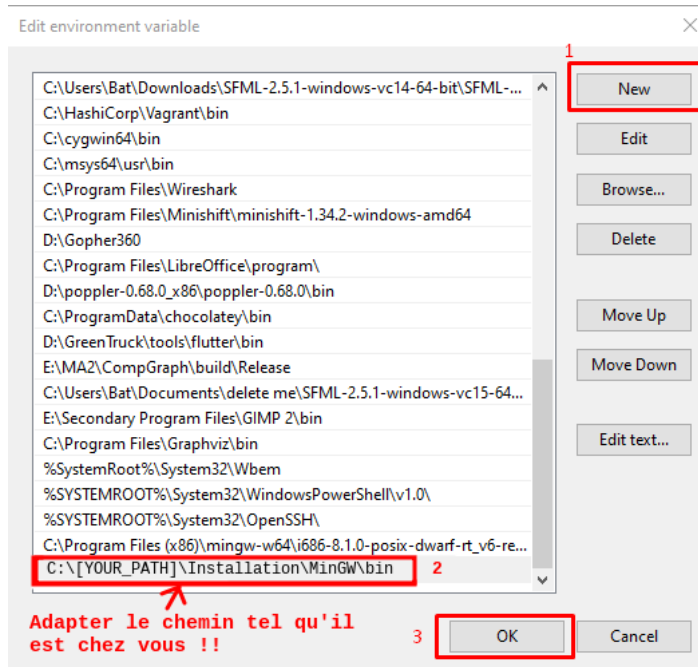 Edit environment variable
1
C:\Users\Bat\Downloads\SFML-2.5.1-windows-vc14-64-bit\SFML-...
New
C:\HashiCorp\Vagrant\bin
C:\cygwin64\bin
Edit
C:\msys64\usr\bin
C:\Program Files\Wireshark
Browse...
C:\Program Files\Minishift\minishift-1.34.2-windows-amd64
D:\Gopher360
Delete
C:\Program Files\LibreOffice\program\
D:\poppler-0.68.0_x86\poppler-0.68.0\bin
C:\ProgramData\chocolatey\bin
Move Up
D:\GreenTruck\tools\flutter\bin
E:\MA2\CompGraph\build\Release
Move Down
C:\Users\Bat\Documents\delete me\SFML-2.5.1-windows-vc15-64...
E:\Secondary Program Files\GIMP 2\bin
C:\Program Files\Graphviz\bin
Edit text...
%SystemRoot%\System32\Wbem
%SYSTEMROOT%\System32\WindowsPowerShell\v1.0\
%SYSTEMROOT%\System32\OpenSSH\
C:\Program Files (x86)\mingw-w64\i686-8.1.0-posix-dwarf-rt_v6-re...
C:\[YOUR_PATH]\Installation\MinGW\bin 2
Adapter le chemin tel qu'il
est chez vous !!
3
OK
Cancel